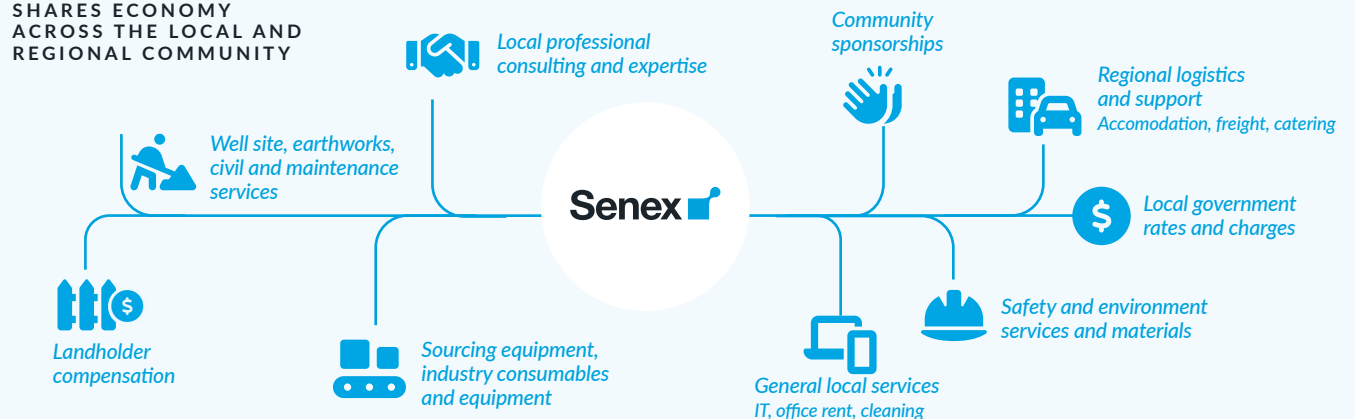 SHARES ECONOMY
ACROSS THE LOCAL AND
REGIONAL COMMUNITY
Local professional
consulting and expertise
Community
sponsorships
Regional logistics
and support
Accomodation, freight, catering
Well site, earthworks,
civil and maintenance
services
Senex
$
Local government
rates and charges
$
Landholder
compensation
Sourcing equipment,
industry consumables
and equipment
Safety and environment
services and materials
General local services
IT, office rent, cleaning